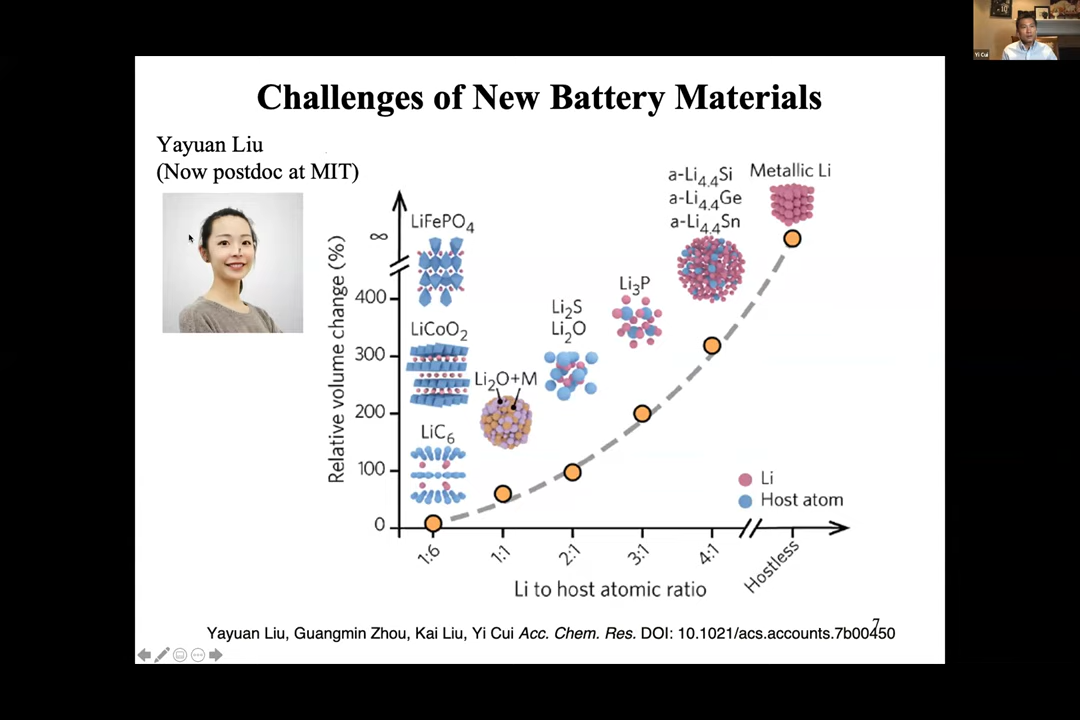 Yi Cui
Challenges of New Battery Materials
Yayuan Liu
(Now postdoc at MIT)
Relative volume change (%)
∞
400
300
200
100
0
LiFePO₄
LiCoO₂
LiC₆
Li₂O+M
Li₂S
Li₂O
Li₃P
a-Li₄.₄Si
a-Li₄.₄Ge
a-Li₄.₄Sn
Metallic Li
Li
Host atom
1:6
1:1
2:1
3:1
4:1
Hostless
Li to host atomic ratio
7
Yayuan Liu, Guangmin Zhou, Kai Liu, Yi Cui Acc. Chem. Res. DOI: 10.1021/acs.accounts.7b00450